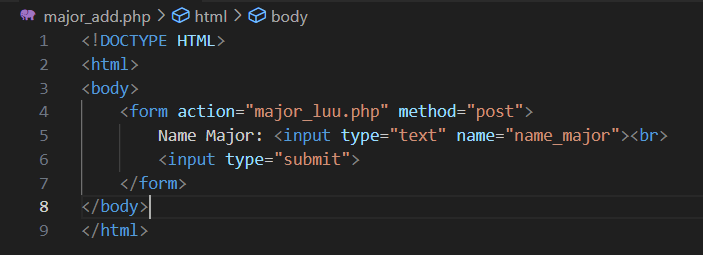 major_add.php > html > body
1 <!DOCTYPE HTML>
2 <html>
3 <body>
4     <form action="major_luu.php" method="post">
5         Name Major: <input type="text" name="name_major"><br>
6         <input type="submit">
7     </form>
8 </body>
9 </html>